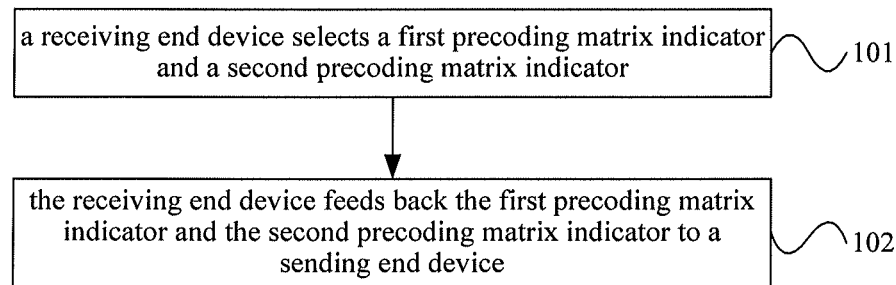 a receiving end device selects a first precoding matrix indicator
and a second precoding matrix indicator
101
the receiving end device feeds back the first precoding matrix
indicator and the second precoding matrix indicator to a
sending end device
102